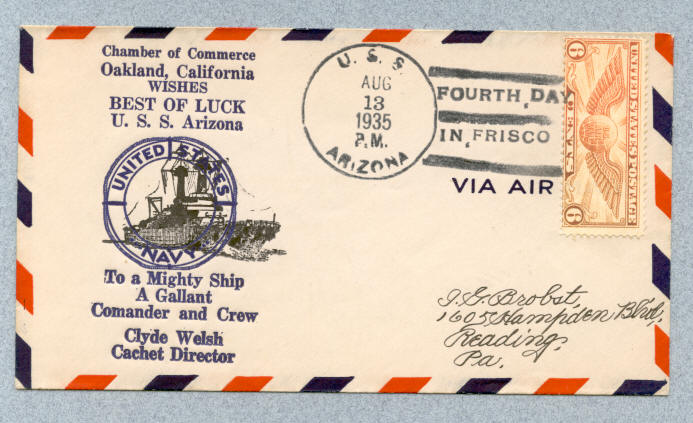 Chamber of Commerce
Oakland, California
WISHES
BEST OF LUCK
U. S. S. Arizona
UNITED STATES
NAVY
To a Mighty Ship
A Gallant
Comander and Crew
Clyde Welsh
Cachet Director
U. S. S.
AUG
13
1935
P.M.
ARIZONA
FOURTH DAY
IN FRISCO
VIA AIR
6
UNITED STATES POSTAGE
6
J. G. Brobst,
1605 Hampden Blvd,
Reading,
Pa.